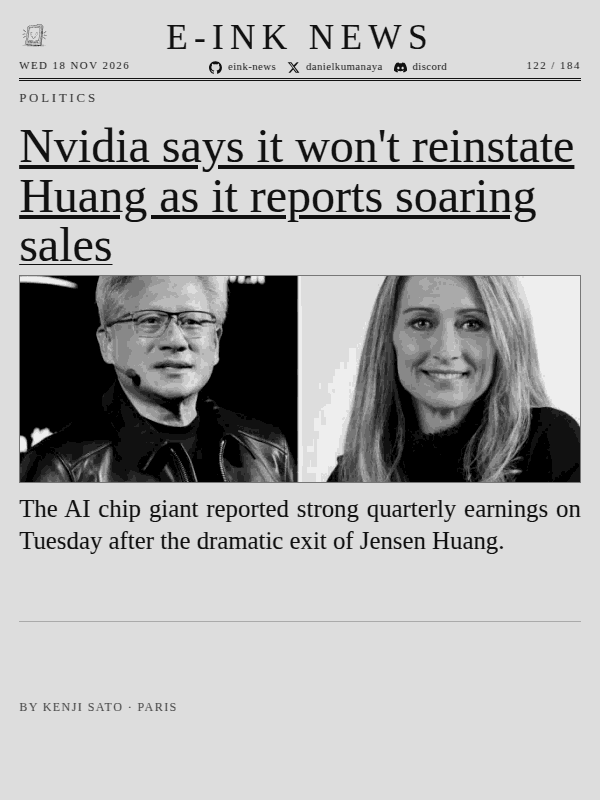 E-INK NEWS
WED 18 NOV 2026
eink-news danielkumanaya discord
122 / 184
POLITICS
Nvidia says it won't reinstate
Huang as it reports soaring
sales
The AI chip giant reported strong quarterly earnings on
Tuesday after the dramatic exit of Jensen Huang.
BY KENJI SATO · PARIS